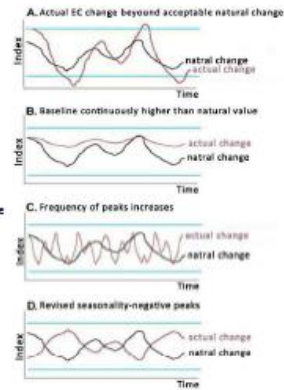 A. Actual EC change beyound acceptable natural change
Index
natral change
actual change
Time
B. Baseline continuously higher than natural value
Index
actual change
natral change
Time
C. Frequency of peaks increases
Index
actual change
natral change
Time
D. Revised seasonality-negative peaks
Index
actual change
natral change
Time